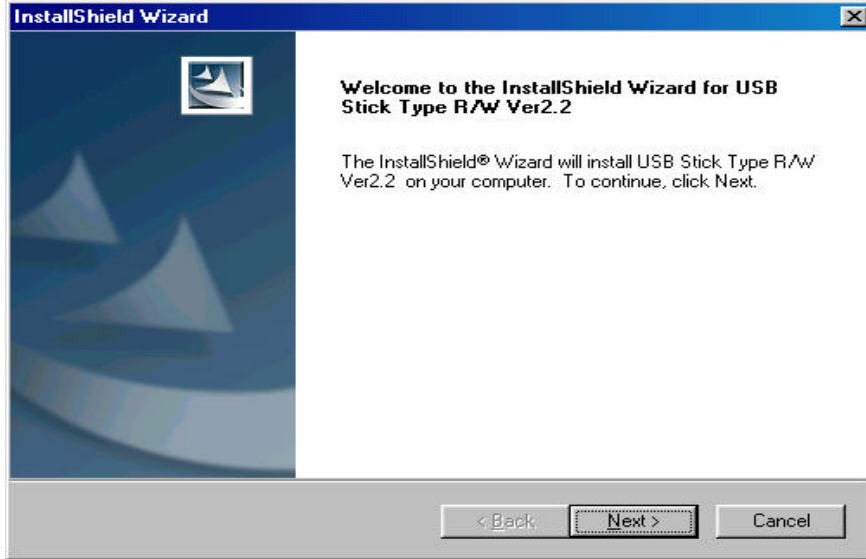 InstallShield Wizard
Welcome to the InstallShield Wizard for USB
Stick Type R/W Ver2.2
The InstallShield® Wizard will install USB Stick Type R/W
Ver2.2 on your computer. To continue, click Next.
< Back
Next >
Cancel